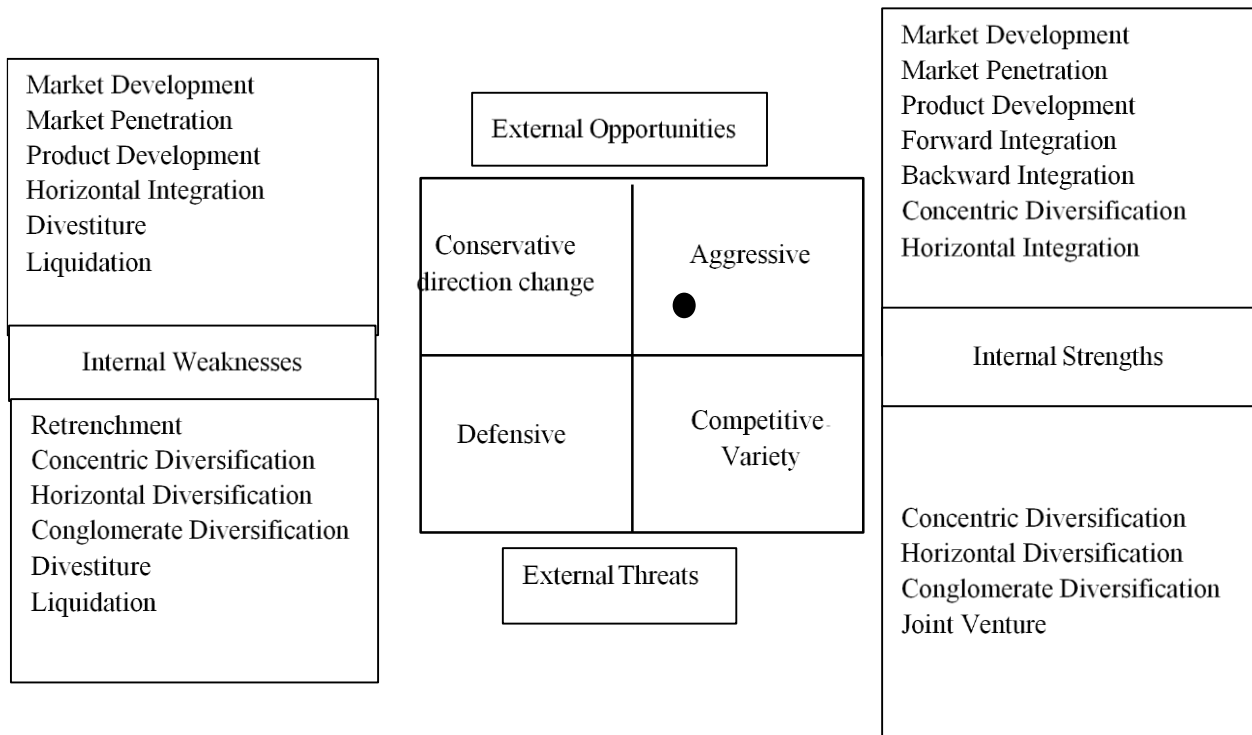 Market Development
Market Penetration
Product Development
Horizontal Integration
Divestiture
Liquidation
Internal Weaknesses
Retrenchment
Concentric Diversification
Horizontal Diversification
Conglomerate Diversification
Divestiture
Liquidation
External Opportunities
Conservative
direction change
Aggressive
Defensive
Competitive-
Variety
External Threats
Market Development
Market Penetration
Product Development
Forward Integration
Backward Integration
Concentric Diversification
Horizontal Integration
Internal Strengths
Concentric Diversification
Horizontal Diversification
Conglomerate Diversification
Joint Venture